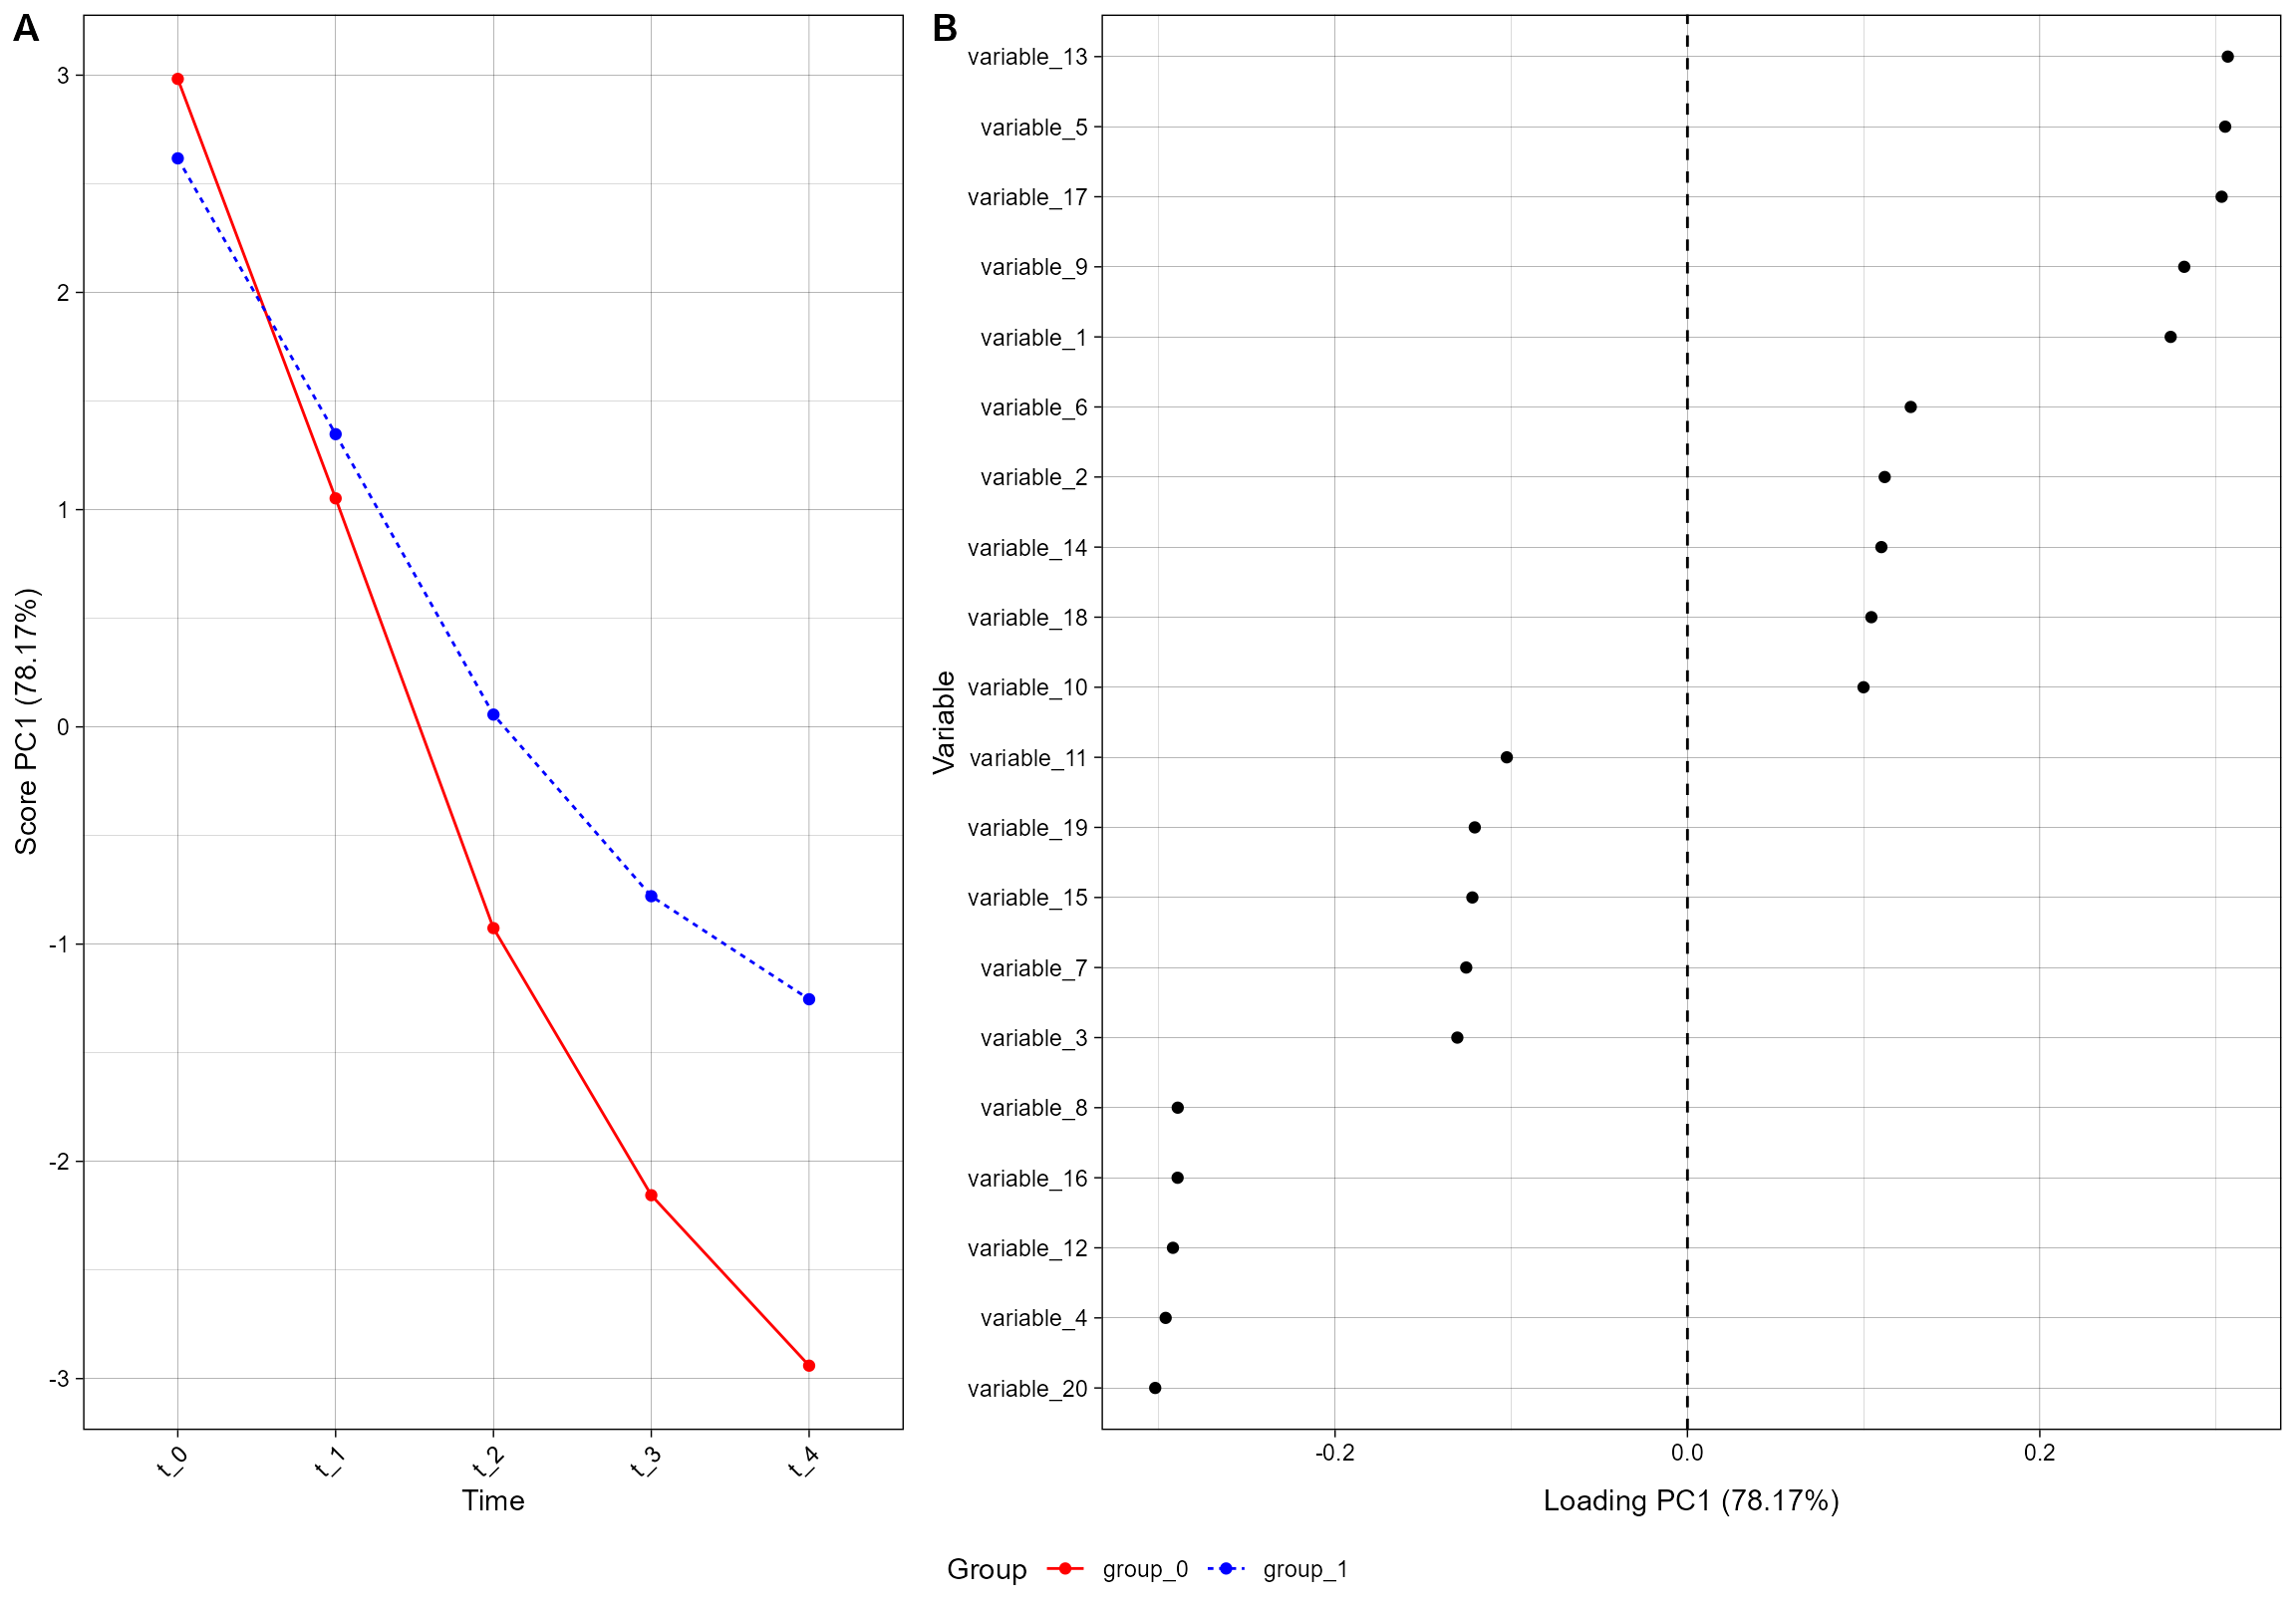 A
Score PC1 (78.17%)
3
2
1
0
-1
-2
-3
t_0
t_1
t_2
t_3
t_4
Time
B
Variable
variable_13
variable_5
variable_17
variable_9
variable_1
variable_6
variable_2
variable_14
variable_18
variable_10
variable_11
variable_19
variable_15
variable_7
variable_3
variable_8
variable_16
variable_12
variable_4
variable_20
-0.2 0.0 0.2
Loading PC1 (78.17%)
Group group_0 group_1